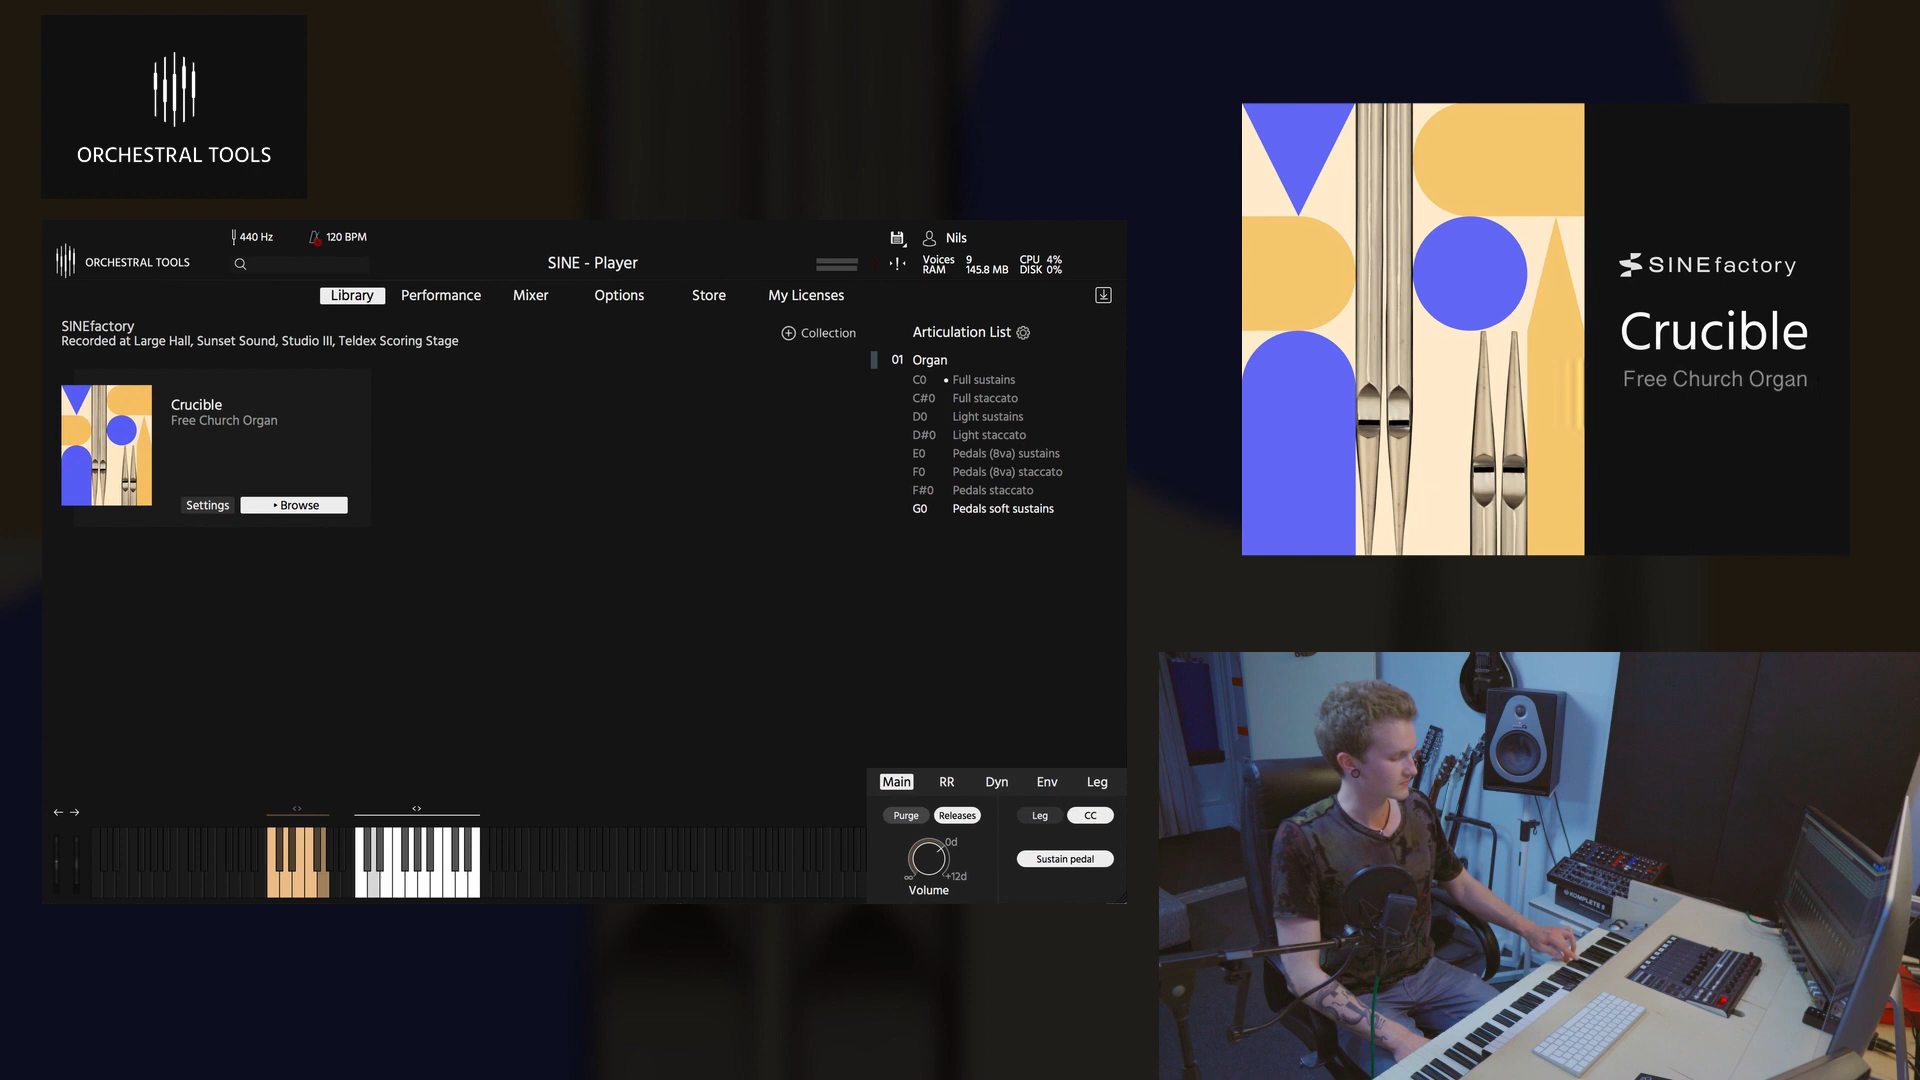 ORCHESTRAL TOOLS
440 Hz
120 BPM
Nils
ORCHESTRAL TOOLS
SINE - Player
Voices 9 CPU 4%
RAM 145.8 MB DISK 0%
Library Performance Mixer Options Store My Licenses
SINEfactory
Recorded at Large Hall, Sunset Sound, Studio III, Teldex Scoring Stage
Collection
Articulation List
01 Organ
C0 Full sustains
C#0 Full staccato
D0 Light sustains
D#0 Light staccato
E0 Pedals (8va) sustains
F0 Pedals (8va) staccato
F#0 Pedals staccato
G0 Pedals soft sustains
Crucible
Free Church Organ
Settings
Browse
Main RR Dyn Env Leg
Purge Releases Leg CC
0d
∞ +12d
Volume
Sustain pedal
SINEfactory
Crucible
Free Church Organ
KOMPLETE